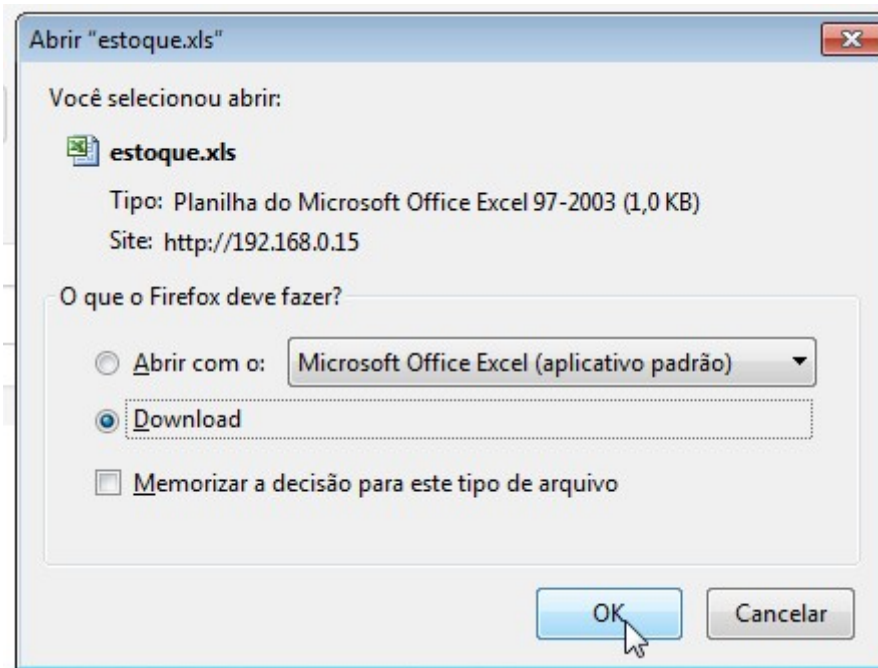 Abrir "estoque.xls"
Você selecionou abrir:
estoque.xls
Tipo: Planilha do Microsoft Office Excel 97-2003 (1,0 KB)
Site: http://192.168.0.15
O que o Firefox deve fazer?
Abrir com o: Microsoft Office Excel (aplicativo padrão)
Download
Memorizar a decisão para este tipo de arquivo
OK Cancelar